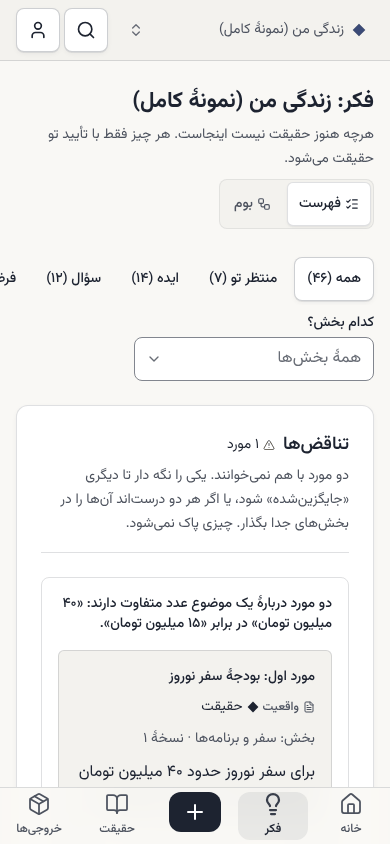 زندگی من (نمونهٔ کامل)
فکر: زندگی من (نمونهٔ کامل)
هرچه هنوز حقیقت نیست اینجاست. هر چیز فقط با تأیید تو
حقیقت می‌شود.
فهرست
بوم
همه (۴۶)
منتظر تو (۷)
ایده (۱۴)
سؤال (۱۲)
کدام بخش؟
همهٔ بخش‌ها
تناقض‌ها
۱ مورد
دو مورد با هم نمی‌خوانند. یکی را نگه دار تا دیگری
«جایگزین‌شده» شود، یا اگر هر دو درست‌اند آن‌ها را در
بخش‌های جدا بگذار. چیزی پاک نمی‌شود.
دو مورد دربارهٔ یک موضوع عدد متفاوت دارند: «۴۰
میلیون تومان» در برابر «۱۵ میلیون تومان».
مورد اول: بودجهٔ سفر نوروز
واقعیت ◆ حقیقت
بخش: سفر و برنامه‌ها · نسخهٔ ۱
برای سفر نوروز حدود ۴۰ میلیون تومان
خانه
فکر
حقیقت
خروجی‌ها